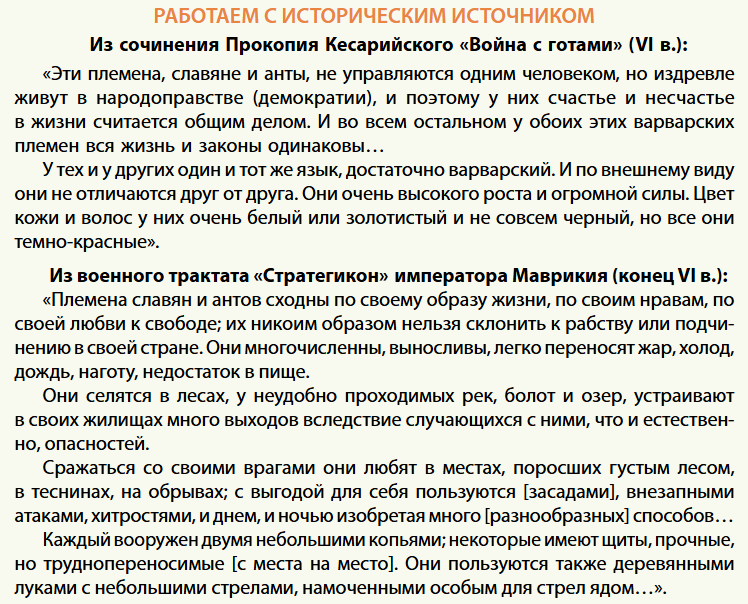 РАБОТАЕМ С ИСТОРИЧЕСКИМ ИСТОЧНИКОМ
Из сочинения Прокопия Кесарийского «Война с готами» (VI в.):
«Эти племена, славяне и анты, не управляются одним человеком, но издревле
живут в народоправстве (демократии), и поэтому у них счастье и несчастье
в жизни считается общим делом. И во всем остальном у обоих этих варварских
племен вся жизнь и законы одинаковы…
У тех и у других один и тот же язык, достаточно варварский. И по внешнему виду
они не отличаются друг от друга. Они очень высокого роста и огромной силы. Цвет
кожи и волос у них очень белый или золотистый и не совсем черный, но все они
темно-красные».
Из военного трактата «Стратегикон» императора Маврикия (конец VI в.):
«Племена славян и антов сходны по своему образу жизни, по своим нравам, по
своей любви к свободе; их никоим образом нельзя склонить к рабству или подчи-
нению в своей стране. Они многочисленны, выносливы, легко переносят жар, холод,
дождь, наготу, недостаток в пище.
Они селятся в лесах, у неудобно проходимых рек, болот и озер, устраивают
в своих жилищах много выходов вследствие случающихся с ними, что и естествен-
но, опасностей.
Сражаться со своими врагами они любят в местах, поросших густым лесом,
в теснинах, на обрывах; с выгодой для себя пользуются [засадами], внезапными
атаками, хитростями, и днем, и ночью изобретая много [разнообразных] способов…
Каждый вооружен двумя небольшими копьями; некоторые имеют щиты, прочные,
но труднопереносимые [с места на место]. Они пользуются также деревянными
луками с небольшими стрелами, намоченными особым для стрел ядом…».